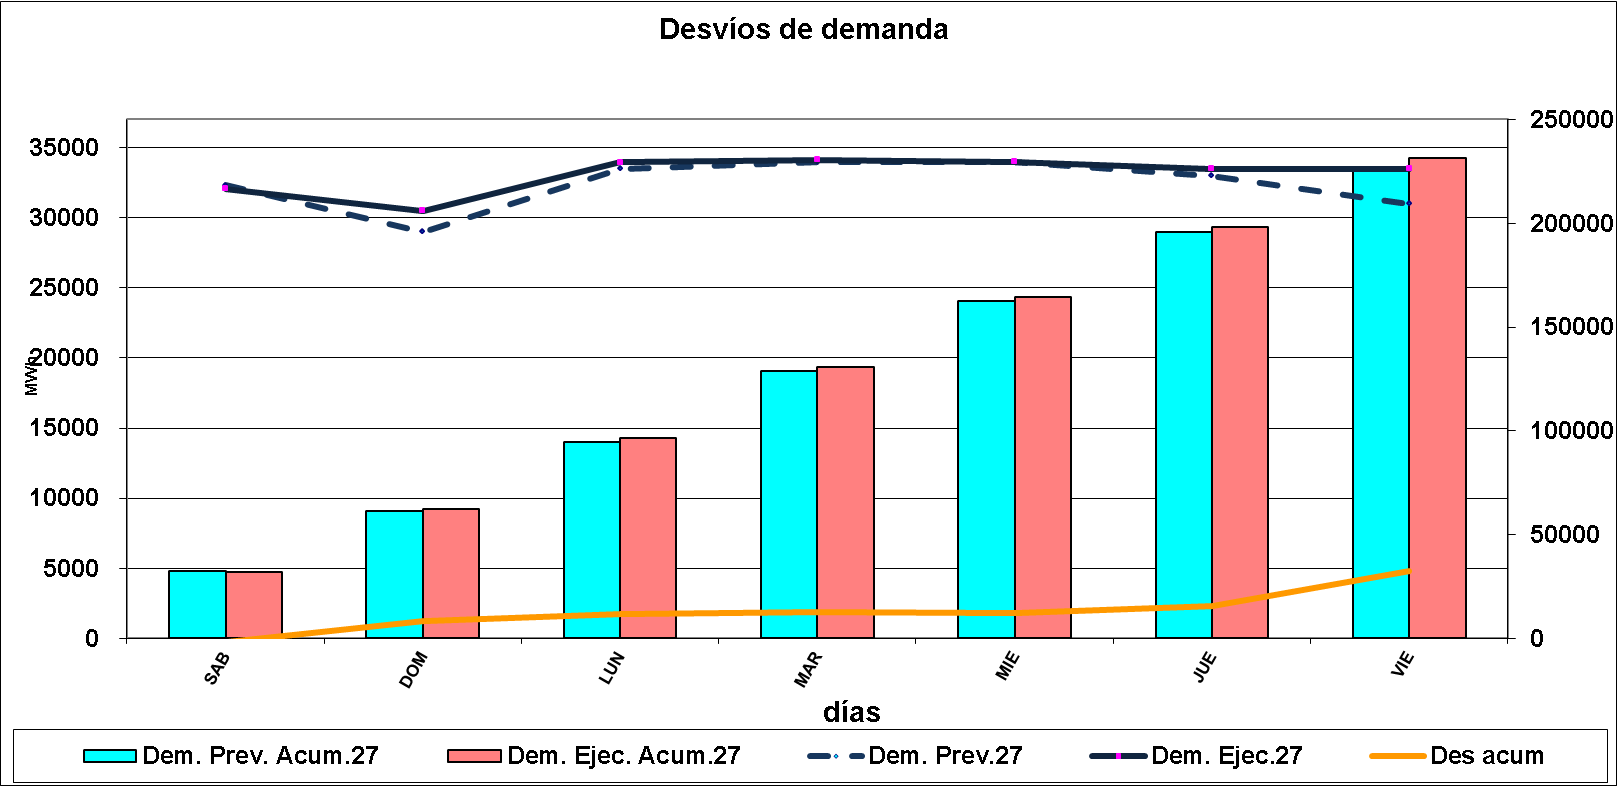 Desvíos de demanda
35000
30000
25000
20000
15000
10000
5000
0
MWh
250000
200000
150000
100000
50000
0
SAB
DOM
LUN
MAR
MIE
JUE
VIE
días
Dem. Prev. Acum.27
Dem. Ejec. Acum.27
Dem. Prev.27
Dem. Ejec.27
Des acum